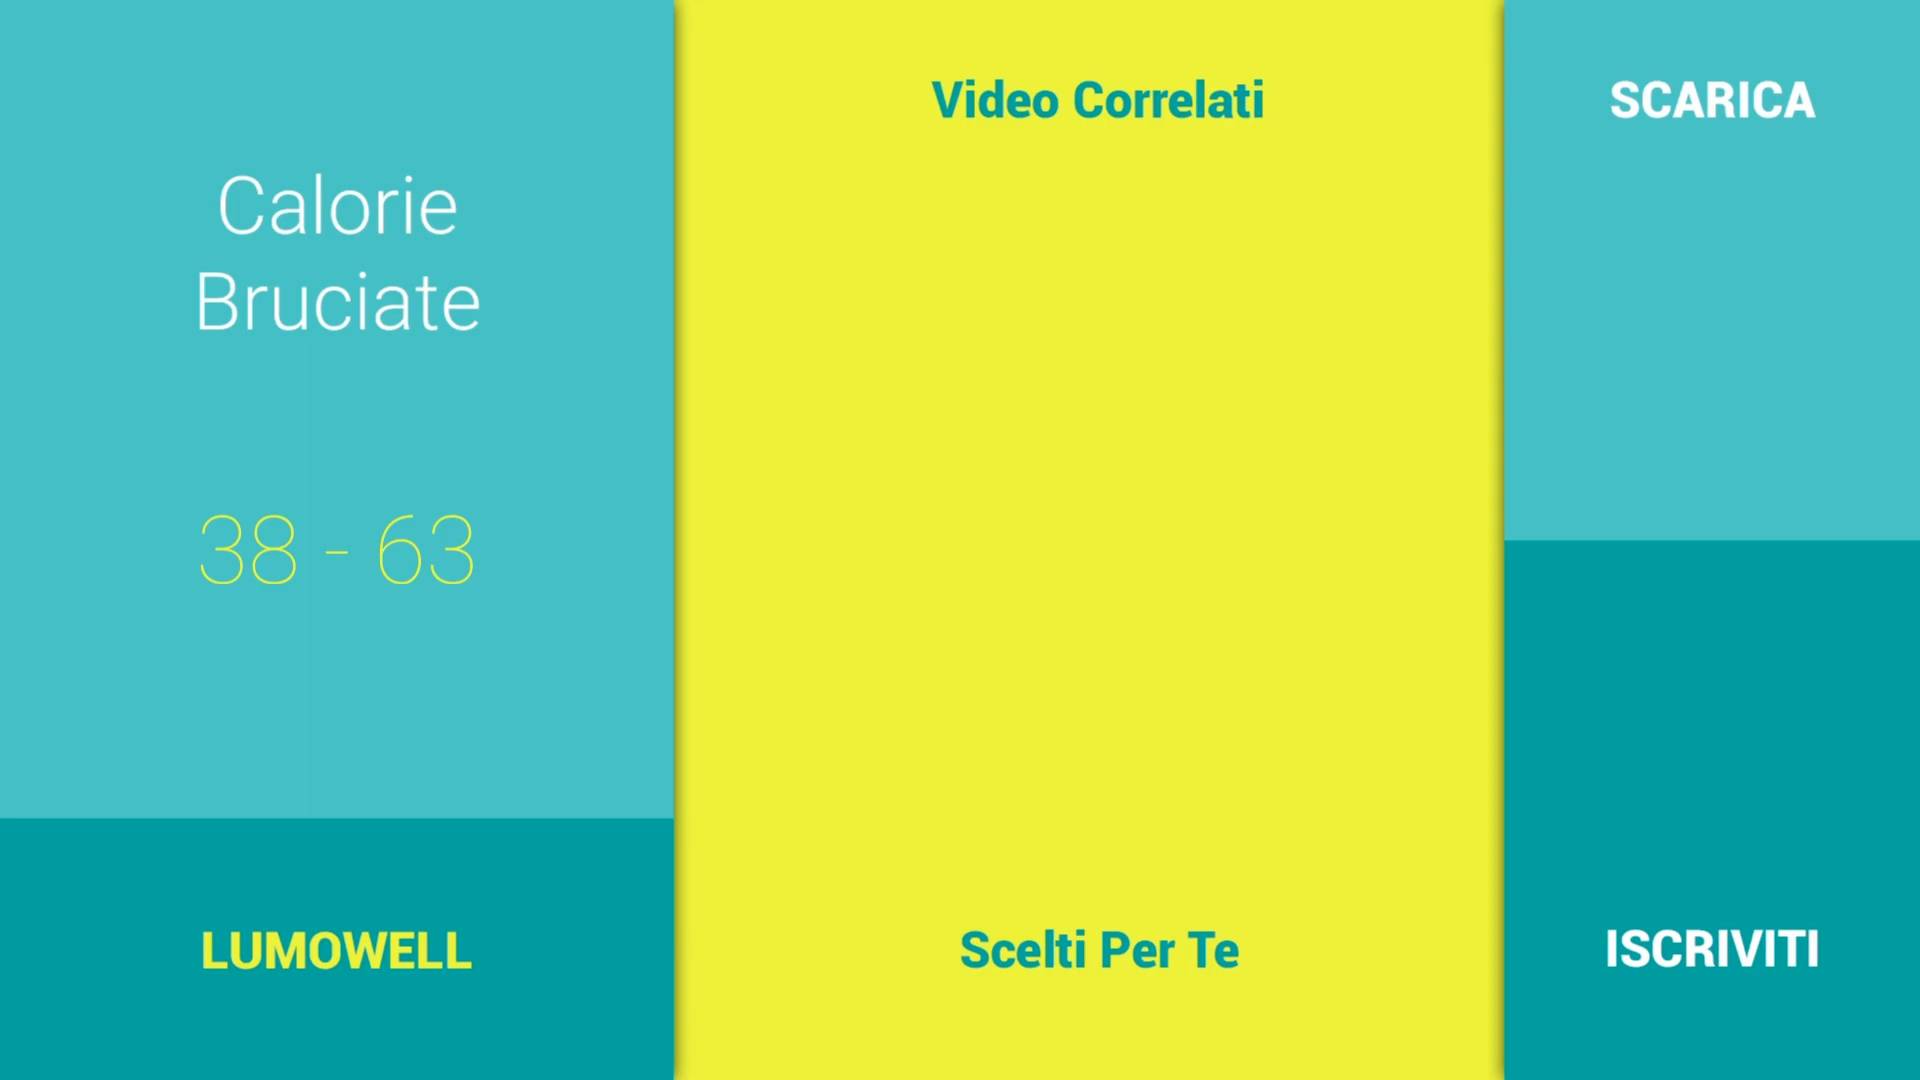 Calorie
Bruciate
38 - 63
LUMOWELL
Video Correlati
Scelti Per Te
SCARICA
ISCRIVITI